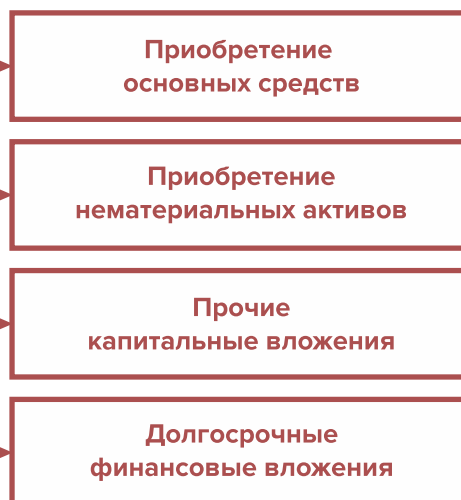 Приобретение
основных средств
Приобретение
нематериальных активов
Прочие
капитальные вложения
Долгосрочные
финансовые вложения